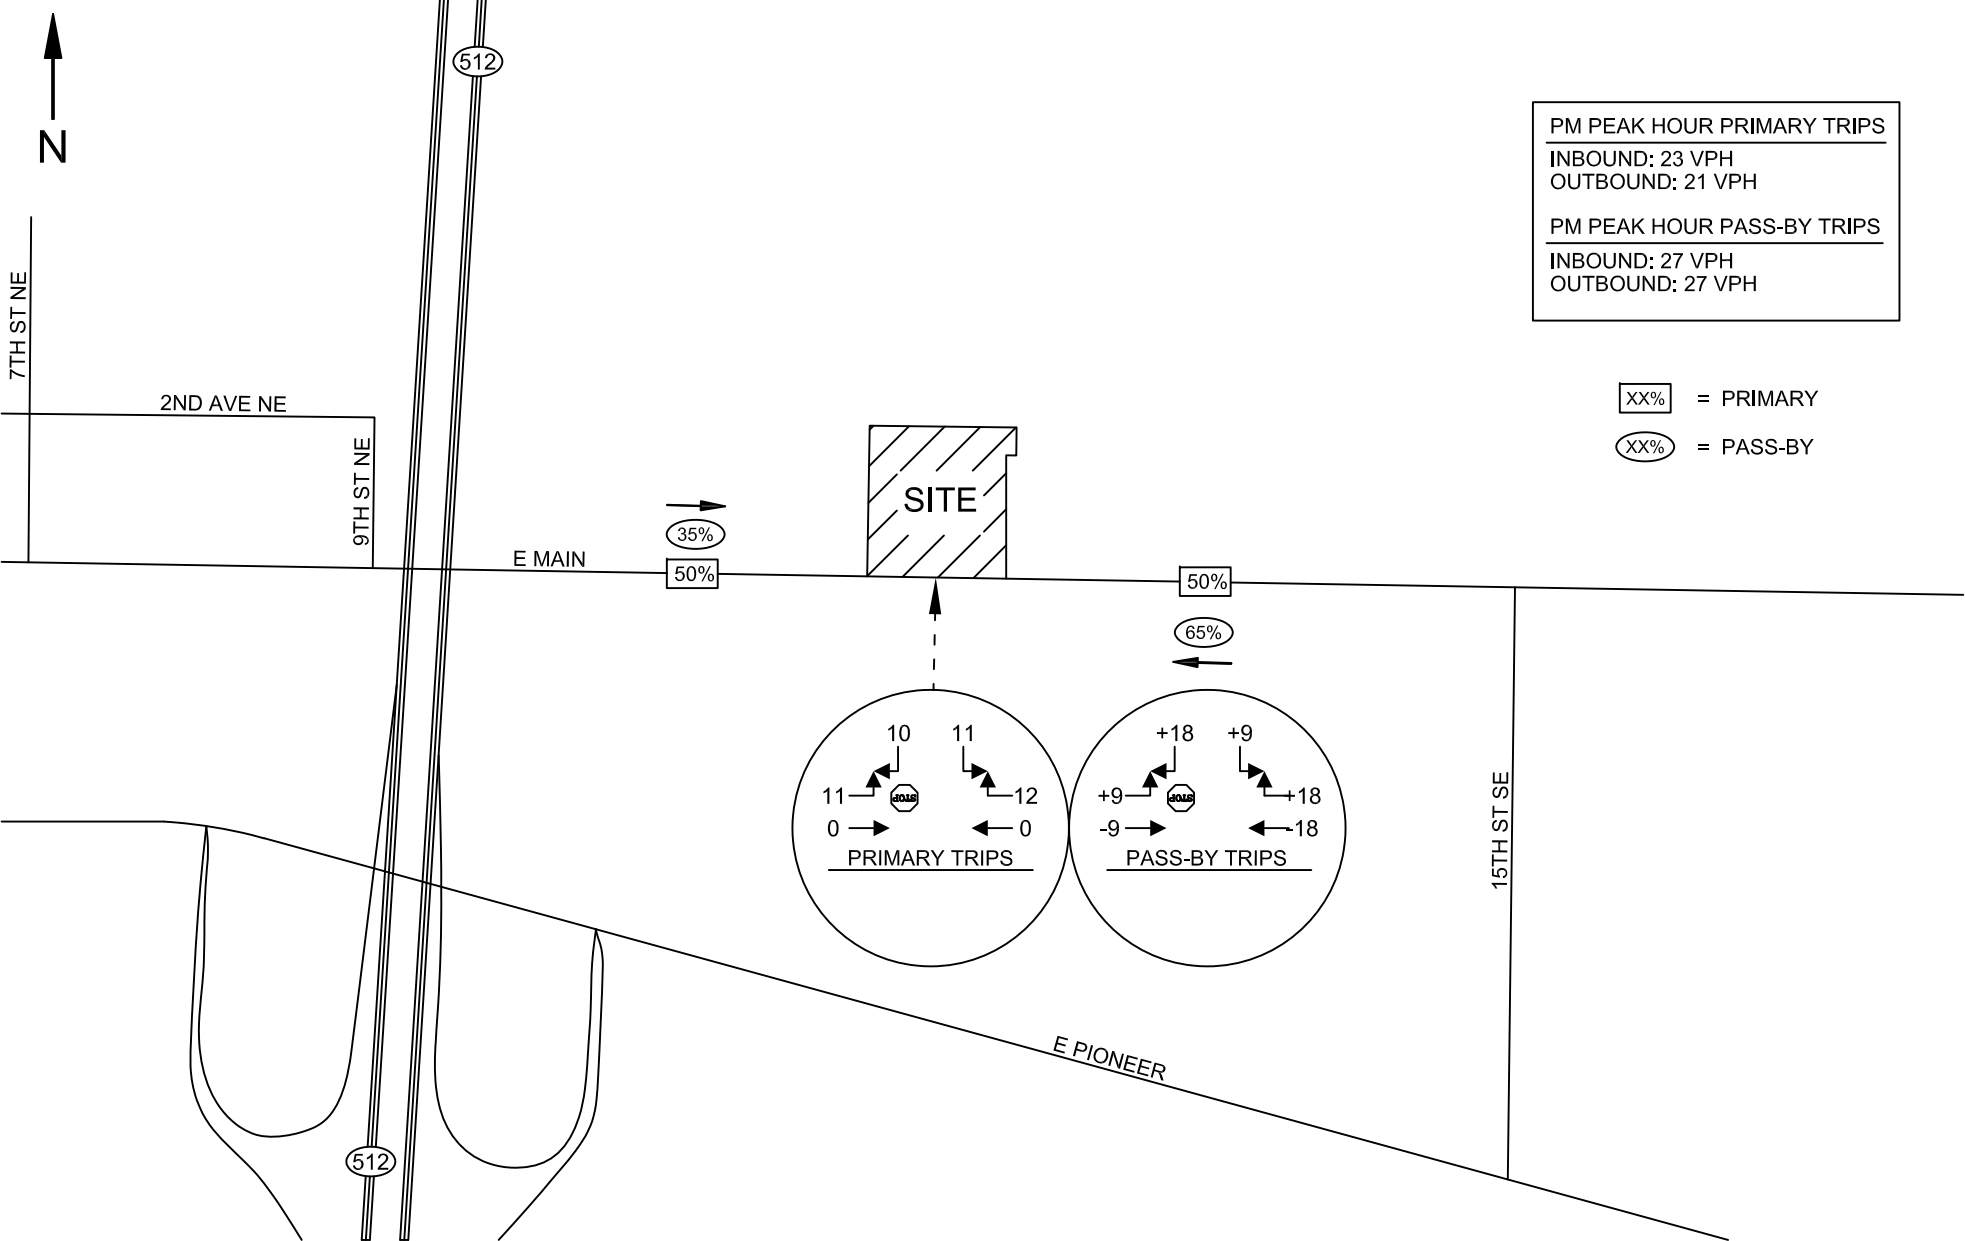 512
N
PM PEAK HOUR PRIMARY TRIPS
INBOUND: 23 VPH
OUTBOUND: 21 VPH
PM PEAK HOUR PASS-BY TRIPS
INBOUND: 27 VPH
OUTBOUND: 27 VPH
XX% = PRIMARY
XX% = PASS-BY
7TH ST NE
2ND AVE NE
9TH ST NE
SITE
35%
E MAIN
50%
50%
65%
10 11
11 12
STOP
0 0
PRIMARY TRIPS
+18 +9
+9 +18
STOP
-9 -18
PASS-BY TRIPS
15TH ST SE
E PIONEER
512